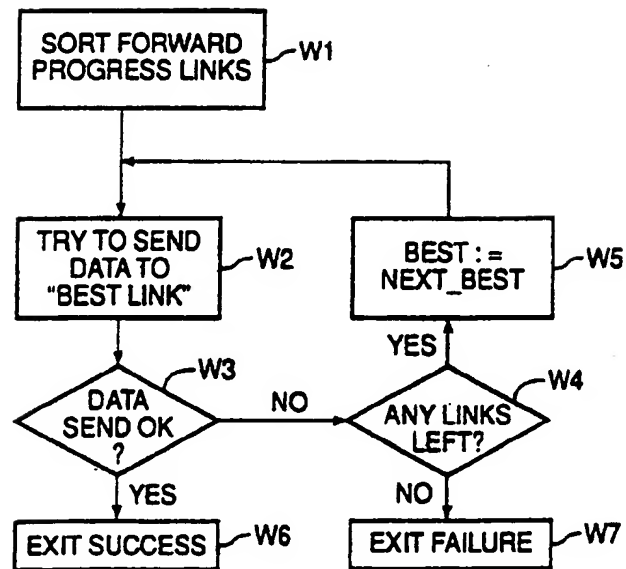 SORT FORWARD
PROGRESS LINKS
W1
TRY TO SEND
DATA TO
"BEST LINK"
W2
BEST : =
NEXT_BEST
W5
YES
W3
DATA
SEND OK
?
NO
W4
ANY LINKS
LEFT?
YES
NO
EXIT SUCCESS
W6
EXIT FAILURE
W7